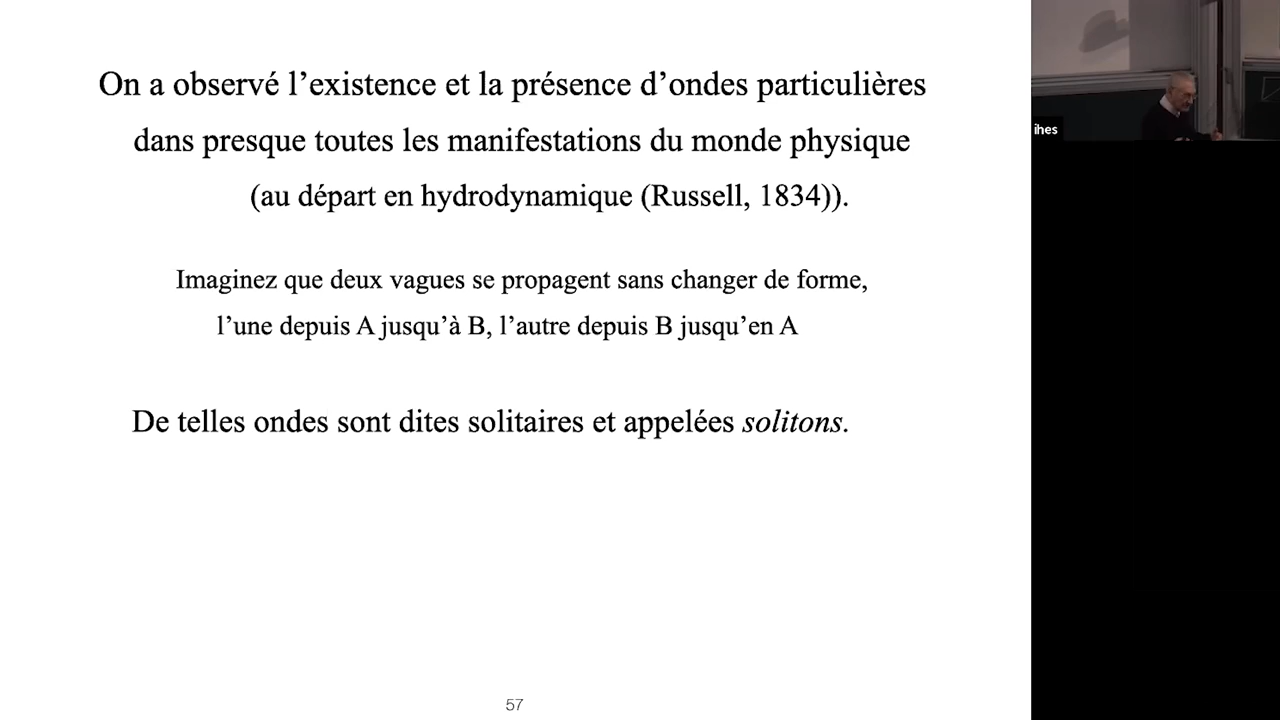 On a observé l’existence et la présence d’ondes particulières
dans presque toutes les manifestations du monde physique
(au départ en hydrodynamique (Russell, 1834)).
Imaginez que deux vagues se propagent sans changer de forme,
l’une depuis A jusqu’à B, l’autre depuis B jusqu’en A
De telles ondes sont dites solitaires et appelées solitons.
57
ihes